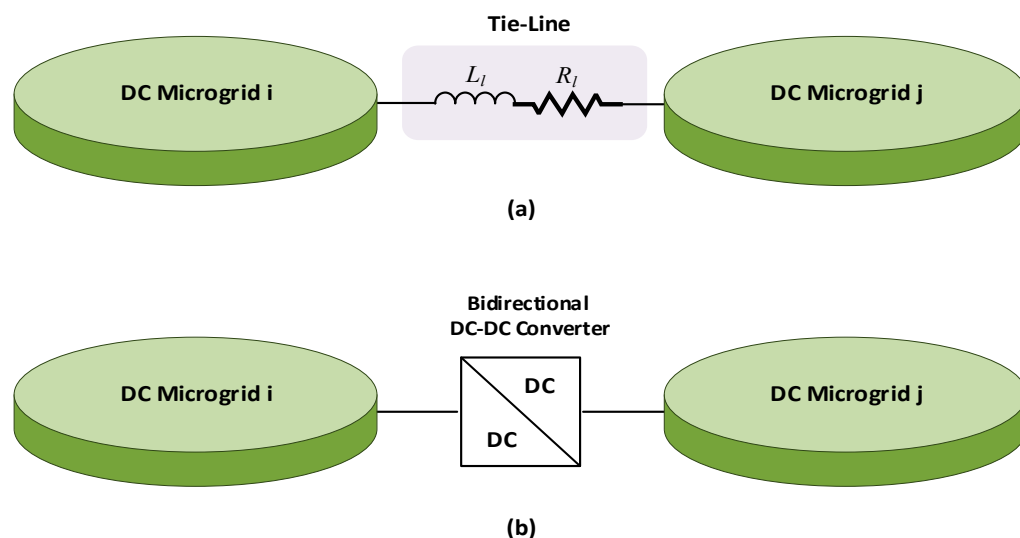 Tie-Line
DC Microgrid i
L_l
R_l
DC Microgrid j
(a)
Bidirectional
DC-DC Converter
DC Microgrid i
DC
DC
DC Microgrid j
(b)